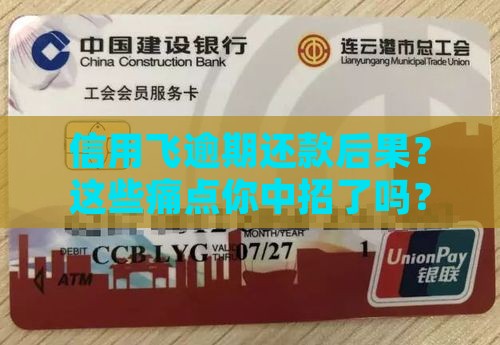 中国建设银行
China Construction Bank
连云港市总工会
Lianyungang Municipal Trade Union
工会会员服务卡
信用飞逾期还款后果？
这些痛点你中招了吗？
MONTH/YEAR
DEBIT
CCB LYG
VALID THRU
07/27
1
ATM
UnionPay
银联